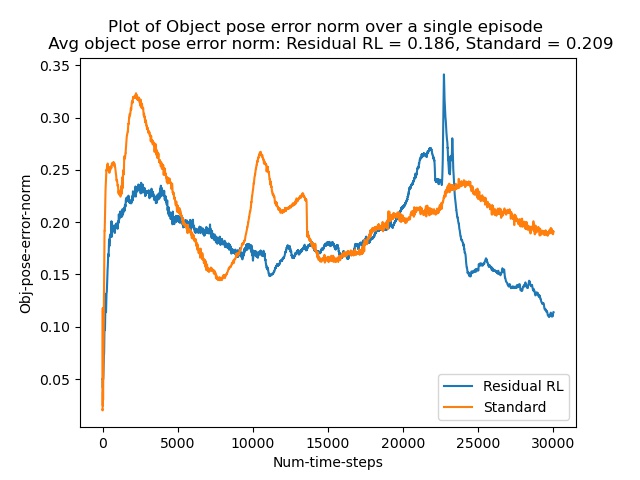 Plot of Object pose error norm over a single episode
Avg object pose error norm: Residual RL = 0.186, Standard = 0.209
0.35
0.30
0.25
0.20
0.15
0.10
0.05
Obj-pose-error-norm
Residual RL
Standard
0 5000 10000 15000 20000 25000 30000
Num-time-steps